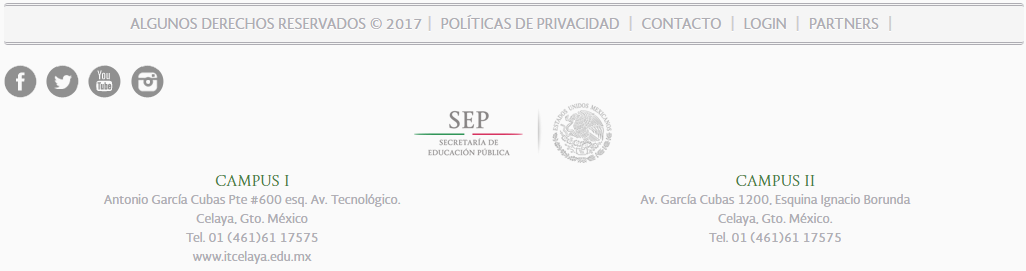 ALGUNOS DERECHOS RESERVADOS © 2017 | POLÍTICAS DE PRIVACIDAD | CONTACTO | LOGIN | PARTNERS |
You
Tube
SEP
SECRETARÍA DE
EDUCACIÓN PÚBLICA
ESTADOS UNIDOS MEXICANOS
CAMPUS I
Antonio García Cubas Pte #600 esq. Av. Tecnológico.
Celaya, Gto. México
Tel. 01 (461)61 17575
www.itcelaya.edu.mx
CAMPUS II
Av. García Cubas 1200, Esquina Ignacio Borunda
Celaya, Gto. México.
Tel. 01 (461)61 17575